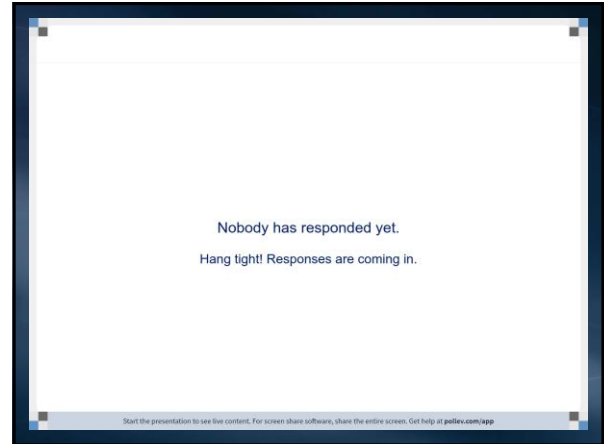 Nobody has responded yet.
Hang tight! Responses are coming in.
Start the presentation to see live content. For screen share software, share the entire screen. Get help at pollev.com/app